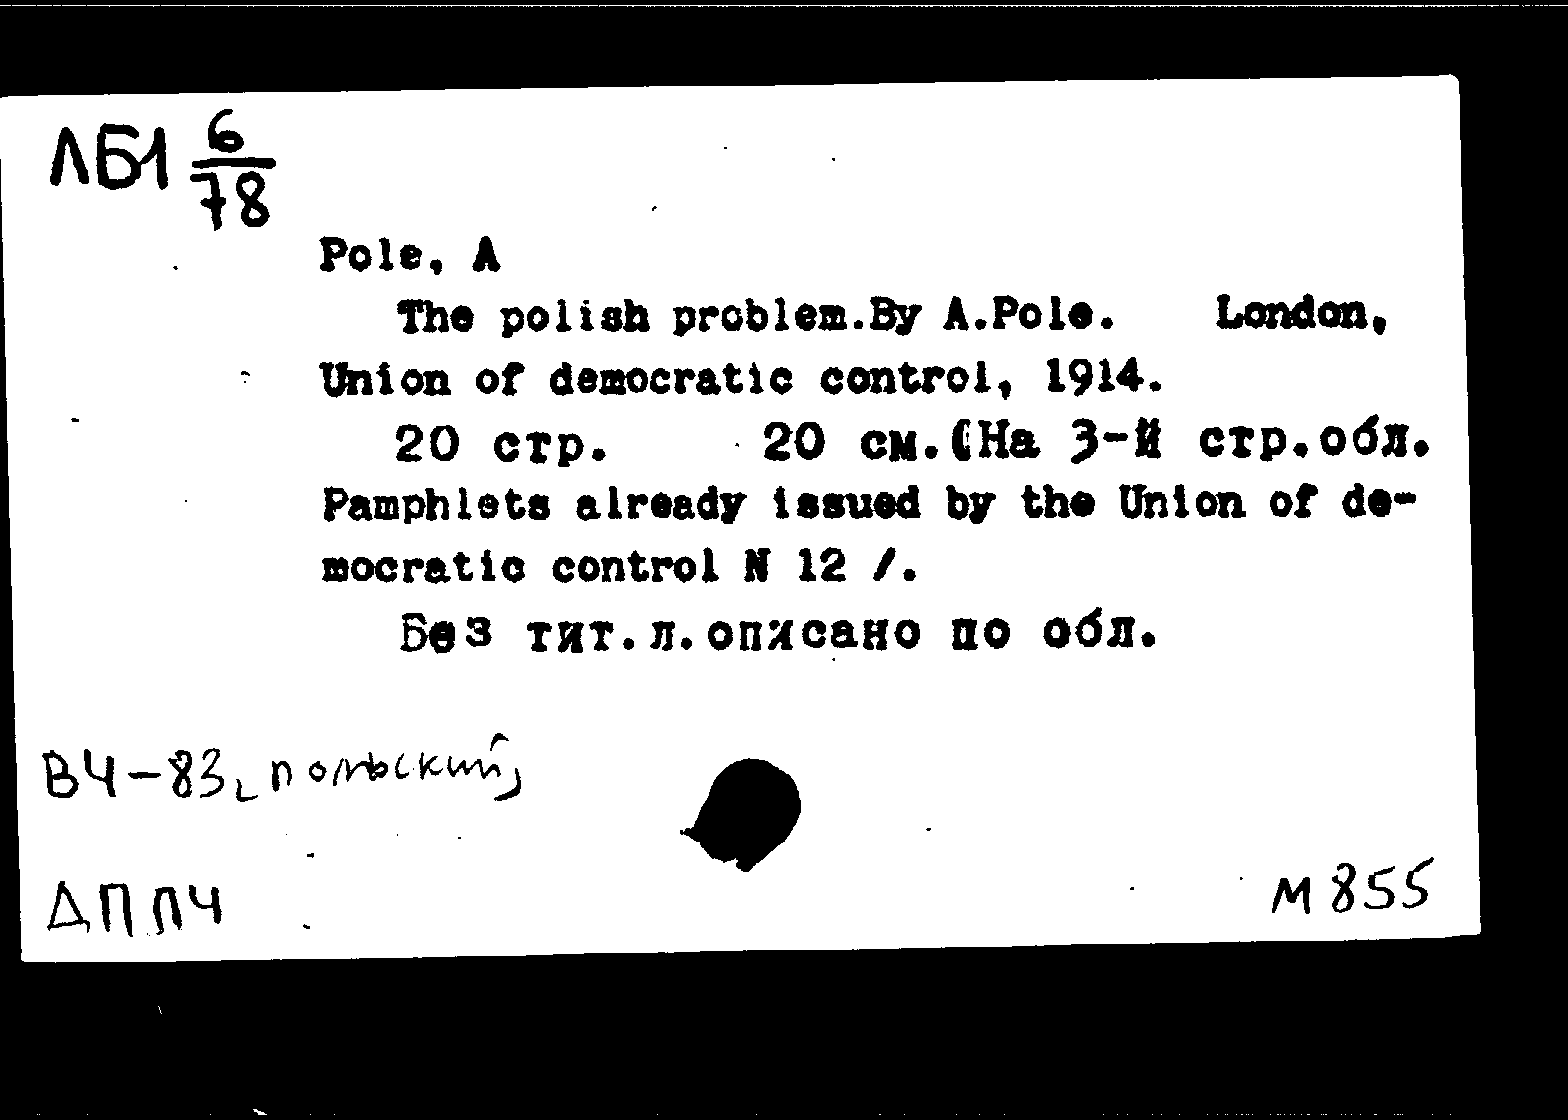 ЛБ1 6/78
Pole, A
The polish problem.By A.Pole. London,
Union of democratic control, 1914.
20 стр. 20 см.(На 3-й стр.обл.
Pamphlets already issued by the Union of de-
mocratic control N 12 /.
Без тит.л.описано по обл.
ВЧ-83 польский
ДППЧ
М 855